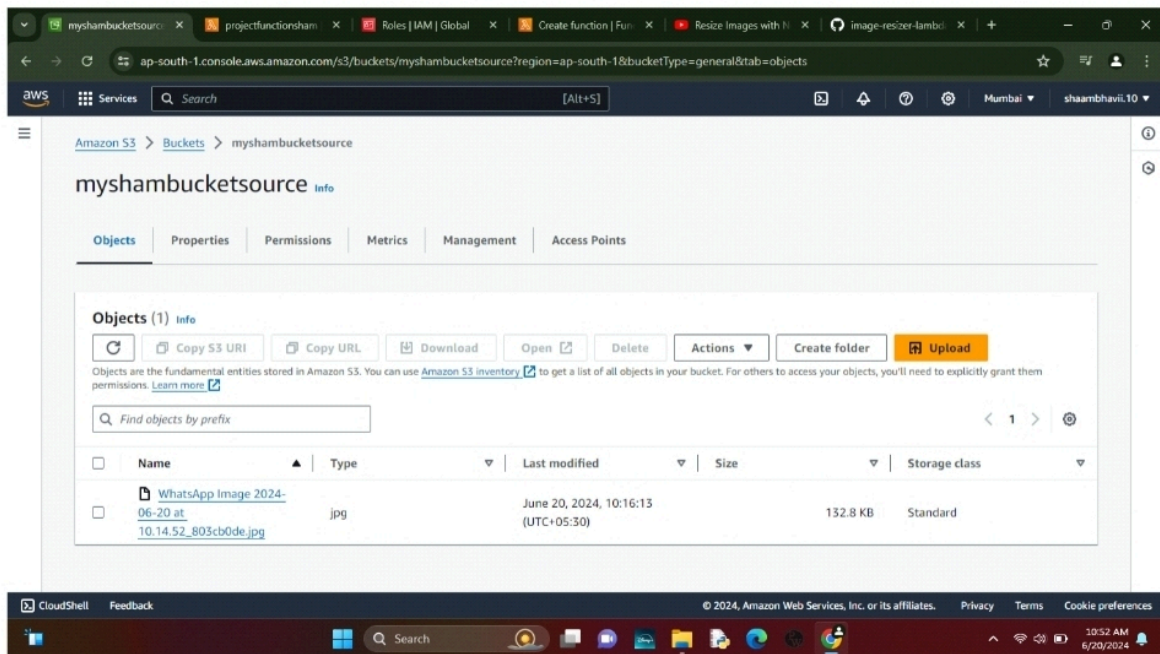 myshambucketsource
projectfunctionsham
Roles | IAM | Global
Create function | Fun
Resize Images with N
image-resizer-lambd
ap-south-1.console.aws.amazon.com/s3/buckets/myshambucketsource?region=ap-south-1&bucketType=general&tab=objects
aws Services Search [Alt+S] Mumbai shaambhavii.10
Amazon S3 > Buckets > myshambucketsource
myshambucketsource Info
Objects Properties Permissions Metrics Management Access Points
Objects (1) Info
Copy S3 URI Copy URL Download Open Delete Actions Create folder Upload
Objects are the fundamental entities stored in Amazon S3. You can use Amazon S3 inventory to get a list of all objects in your bucket. For others to access your objects, you'll need to explicitly grant them
permissions. Learn more
Find objects by prefix
1
Name Type Last modified Size Storage class
WhatsApp Image 2024-
06-20 at
10.14.52_803cb0de.jpg
jpg
June 20, 2024, 10:16:13
(UTC+05:30)
132.8 KB
Standard
CloudShell Feedback © 2024, Amazon Web Services, Inc. or its affiliates. Privacy Terms Cookie preferences
Search
10:52 AM
6/20/2024